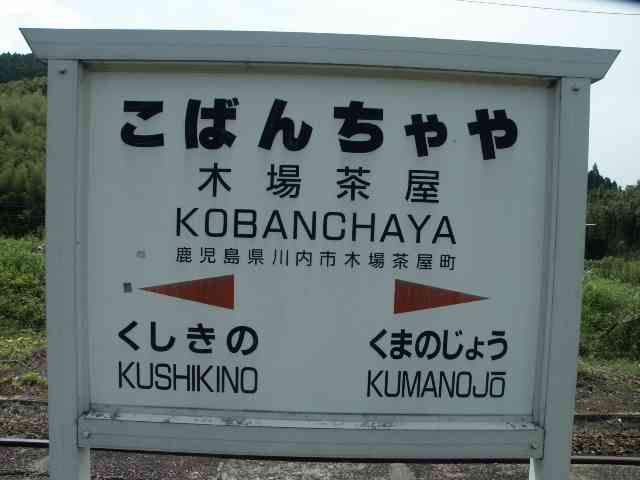 こばんちゃや
木場茶屋
KOBANCHAYA
鹿児島県川内市木場茶屋町
くしきの
KUSHIKINO
くまのじょう
KUMANOJŌ